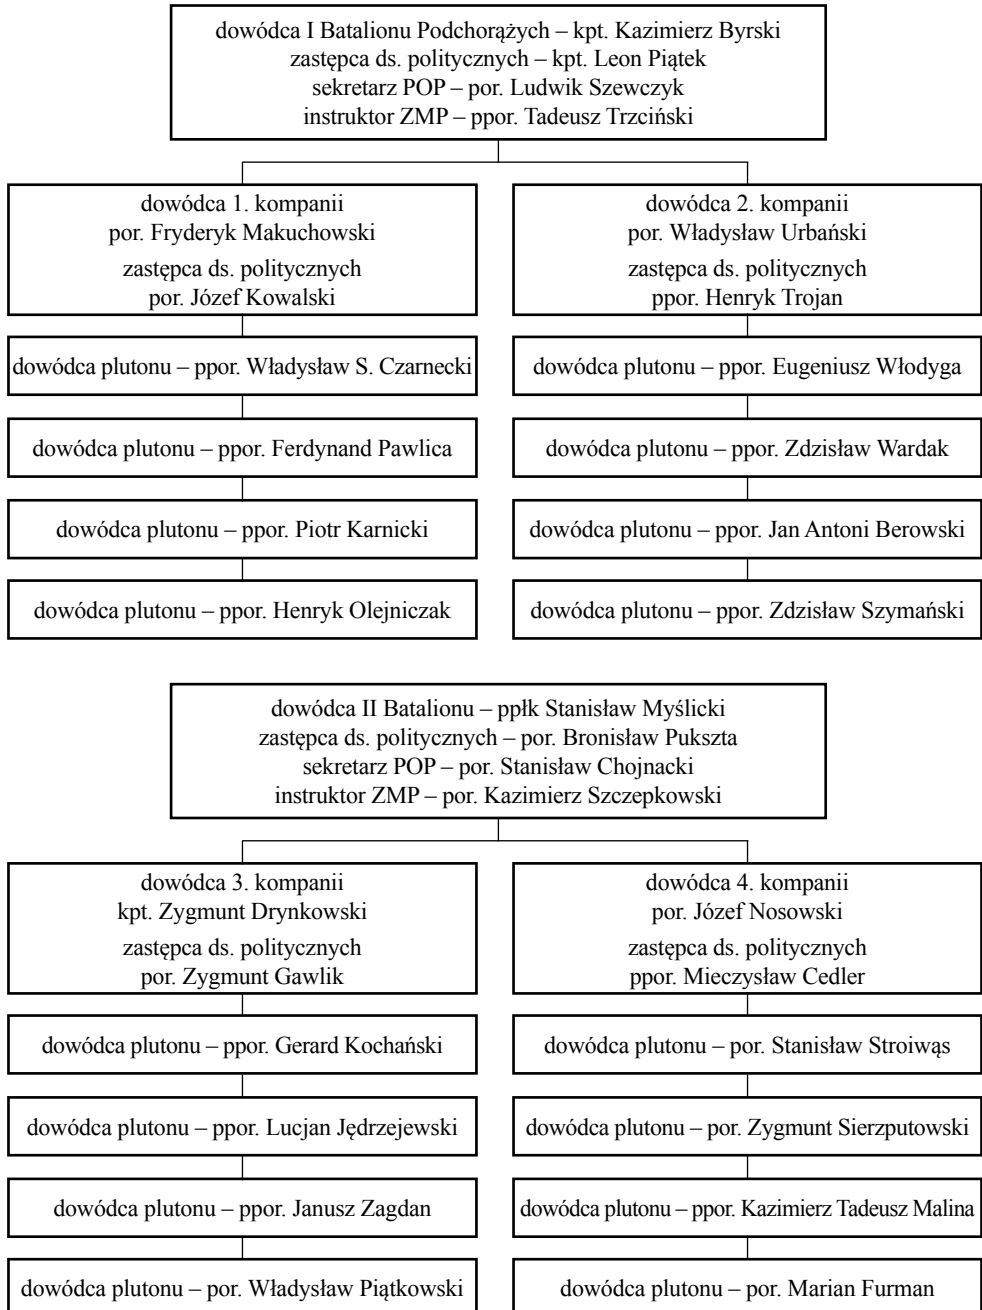 dowódca I Batalionu Podchorążych – kpt. Kazimierz Byrski
zastępca ds. politycznych – kpt. Leon Piątek
sekretarz POP – por. Ludwik Szewczyk
instruktor ZMP – ppor. Tadeusz Trzciński
dowódca 1. kompanii
por. Fryderyk Makuchowski
zastępca ds. politycznych
por. Józef Kowalski
dowódca plutonu – ppor. Władysław S. Czarnecki
dowódca plutonu – ppor. Ferdynand Pawlica
dowódca plutonu – ppor. Piotr Karnicki
dowódca plutonu – ppor. Henryk Olejniczak
dowódca 2. kompanii
por. Władysław Urbański
zastępca ds. politycznych
ppor. Henryk Trojan
dowódca plutonu – ppor. Eugeniusz Włodyga
dowódca plutonu – ppor. Zdzisław Wardak
dowódca plutonu – ppor. Jan Antoni Berowski
dowódca plutonu – ppor. Zdzisław Szymański
dowódca II Batalionu – ppłk Stanisław Myślicki
zastępca ds. politycznych – por. Bronisław Pukszta
sekretarz POP – por. Stanisław Chojnacki
instruktor ZMP – por. Kazimierz Szczepkowski
dowódca 3. kompanii
kpt. Zygmunt Drynkowski
zastępca ds. politycznych
por. Zygmunt Gawlik
dowódca plutonu – ppor. Gerard Kochański
dowódca plutonu – ppor. Lucjan Jędrzejewski
dowódca plutonu – ppor. Janusz Zagdan
dowódca plutonu – por. Władysław Piątkowski
dowódca 4. kompanii
por. Józef Nosowski
zastępca ds. politycznych
ppor. Mieczysław Cedler
dowódca plutonu – por. Stanisław Stroiwąs
dowódca plutonu – por. Zygmunt Sierzputowski
dowódca plutonu – ppor. Kazimierz Tadeusz Malina
dowódca plutonu – por. Marian Furman